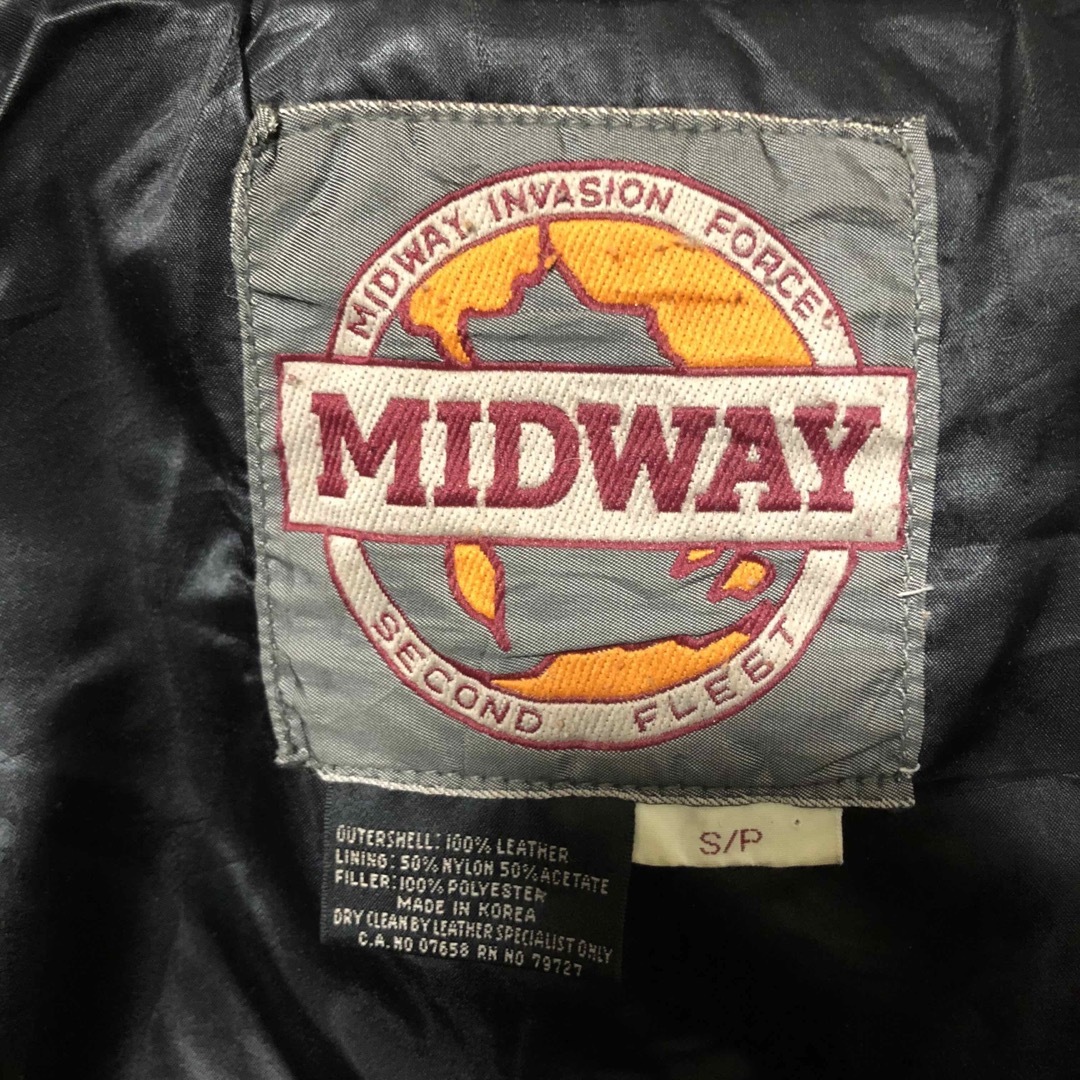 MIDWAY INVASION FORCE
MIDWAY
SECOND FLEET
OUTERSHELL: 100% LEATHER
LINING: 50% NYLON 50% ACETATE
FILLER: 100% POLYESTER
MADE IN KOREA
DRY CLEAN BY LEATHER SPECIALIST ONLY
C.A. NO 07658 RN NO 79727
S/P